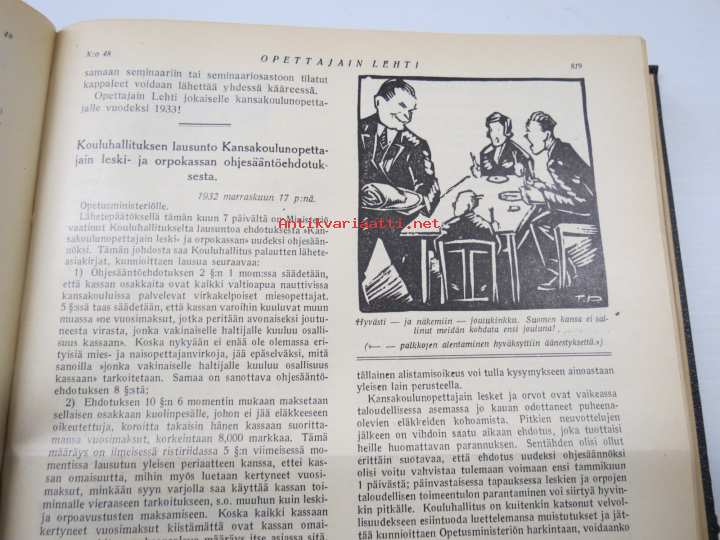 N:o 48
OPETTAJAIN LEHTI
819
samaan seminaariin tai seminaariosastoon tilatut
kappaleet voidaan lähettää yhdessä kääreessä.
Opettajain Lehti jokaiselle kansakoulunopetta-
jalle vuodeksi 1933!
Kouluhallituksen lausunto Kansakoulunopetta-
jain leski- ja orpokassan ohjesääntöehdotuk-
sesta.
1932 marraskuun 17 p:nä.
Opetusministeriölle.
Lähetepäätöksellä tämän kuun 7 päivältä on Ministeriö
vaatinut Kouluhallitukselta lausuntoa ehdotuksesta »Kan-
sakoulunopettajain leski- ja orpokassan» uudeksi ohjesään-
nöksi. Tämän johdosta saa Kouluhallitus palautten lähete-
asiakirjat, kunnioittaen lausua seuraavaa:
1) Ohjesääntöehdotuksen 2 §:n 1 mom:ssa säädetään,
että kassan osakkaita ovat kaikki valtioapua nauttivissa
kansakouluissa palvelevat virkakelpoiset miesopettajat.
5 §:ssä taas säädetään, että kassan varoihin kuuluvat muun
muassa »ne vuosimaksut, jotka peritään avonaiseksi joutu-
neesta virasta, jonka vakinaiselle haltijalle kuuluu osalli-
suus kassaan». Koska nykyään ei enää ole olemassa eri-
tyisiä mies- ja naisopettajanvirkoja, jää epäselväksi, mitä
sanoilla »jonka vakinaiselle haltijalle kuuluu osallisuus
kassaan» tarkoitetaan. Samaa on sanottava ohjesääntö-
ehdotuksen 8 §:stä;
2) Ehdotuksen 10 §:n 6 momentin mukaan maksetaan
sellaisen osakkaan kuolinpesälle, johon ei jää eläkkeeseen
oikeutettuja, koroitta takaisin hänen kassaan suoritta-
mansa vuosimaksut, korkeintaan 8,000 markkaa. Tämä
määräys on ilmeisessä ristiriidassa 5 §:n viimeisessä mo-
mentissa lausutun yleisen periaatteen kanssa, ettei kas-
san omaisuutta, mihin myös luetaan kertyneet vuosi-
maksut, minkään syyn varjolla saa käyttää kassan toi-
minnalle vieraaseen tarkoitukseen, s.o. muuhun kuin leski-
ja orpoavustusten maksamiseen. Koska kaikki kassaan
kertyneet vuosimaksut kiistämättä ovat kassan omai-
T.P.
Hyvästi — ja näkemiin — joulukinkku. Suomen kansa ei sal-
linut meidän kohdata ensi jouluna!
(»— — palkkojen alentaminen hyväksyttiin äänestyksettä.»)
tällainen alistamisoikeus voi tulla kysymykseen ainoastaan
yleisen lain perusteella.
Kansakoulunopettajain lesket ja orvot ovat vaikeassa
taloudellisessa asemassa jo kauan odottaneet puheena-
olevien eläkkeiden kohoamista. Pitkien neuvottelujen
jälkeen on vihdoin saatu aikaan ehdotus, joka tuottaisi
heille huomattavan parannuksen. Sentähden olisi ollut
erittäin suotavaa, että ehdotus uudeksi ohjesäännöksi
olisi voitu vahvistaa tulemaan voimaan ensi tammikuun
1 päivästä; päinvastaisessa tapauksessa leskien ja orpojen
taloudellisen toimeentulon parantaminen voi siirtyä hyvin-
kin pitkälle. Kouluhallitus on kuitenkin katsonut velvol-
lisuudekseen esiintuoda luettelemansa muistutukset ja jät-
tää kunnioittaen Opetusministeriön harkintaan, voidaanko
Antikvariaatti.net